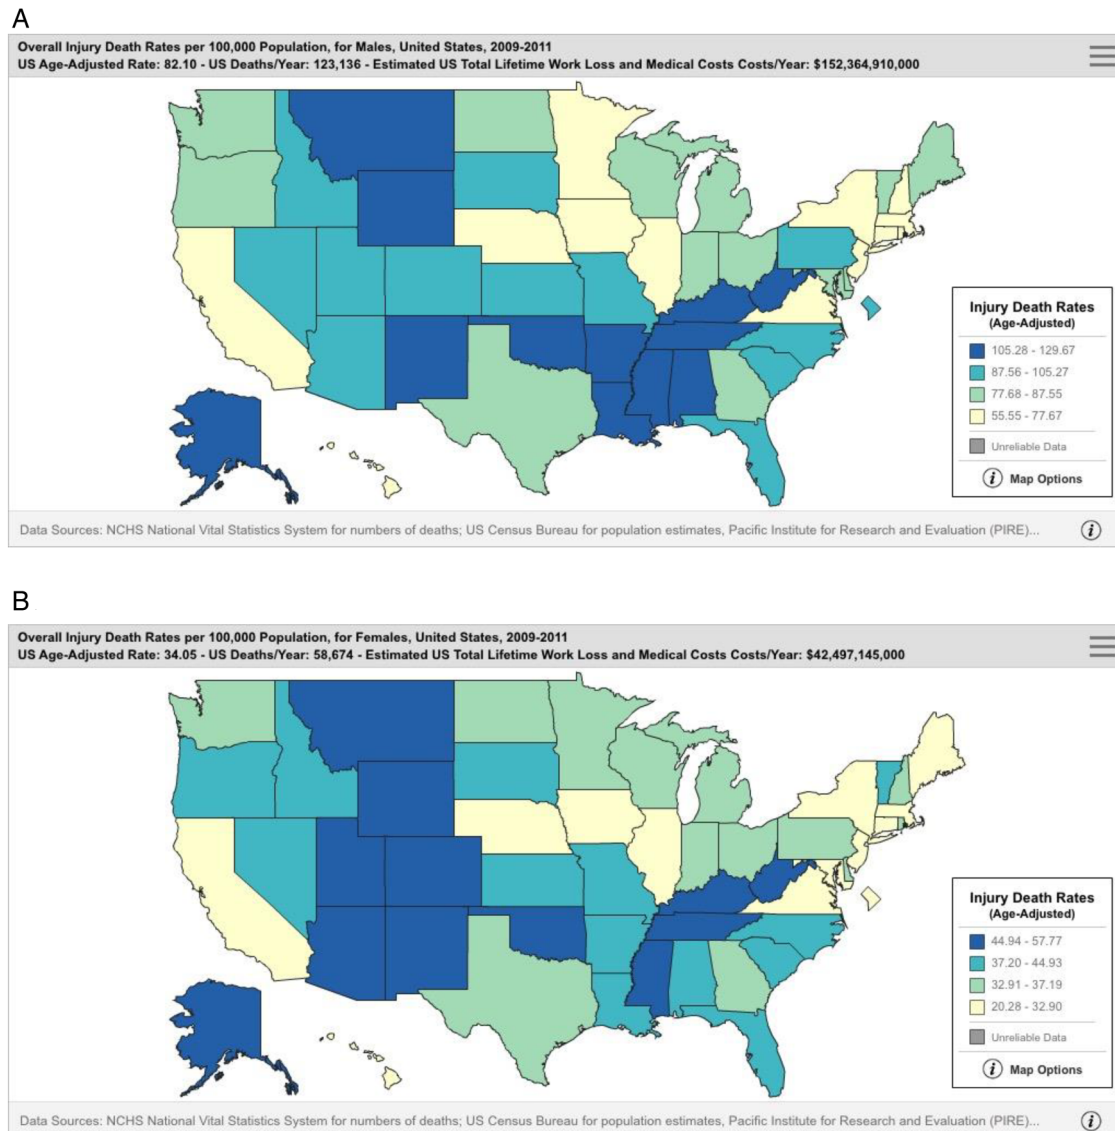 A
Overall Injury Death Rates per 100,000 Population, for Males, United States, 2009-2011
US Age-Adjusted Rate: 82.10 - US Deaths/Year: 123,136 - Estimated US Total Lifetime Work Loss and Medical Costs Costs/Year: $152,364,910,000
Injury Death Rates
(Age-Adjusted)
105.28 - 129.67
87.56 - 105.27
77.68 - 87.55
55.55 - 77.67
Unreliable Data
i Map Options
Data Sources: NCHS National Vital Statistics System for numbers of deaths; US Census Bureau for population estimates, Pacific Institute for Research and Evaluation (PIRE)... i
B
Overall Injury Death Rates per 100,000 Population, for Females, United States, 2009-2011
US Age-Adjusted Rate: 34.05 - US Deaths/Year: 58,674 - Estimated US Total Lifetime Work Loss and Medical Costs Costs/Year: $42,497,145,000
Injury Death Rates
(Age-Adjusted)
44.94 - 57.77
37.20 - 44.93
32.91 - 37.19
20.28 - 32.90
Unreliable Data
i Map Options
Data Sources: NCHS National Vital Statistics System for numbers of deaths; US Census Bureau for population estimates, Pacific Institute for Research and Evaluation (PIRE)... i